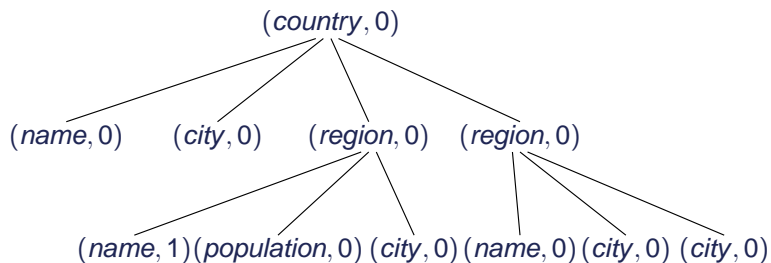 (country, 0)
(name, 0) (city, 0) (region, 0) (region, 0)
(name, 1) (population, 0) (city, 0) (name, 0) (city, 0) (city, 0)